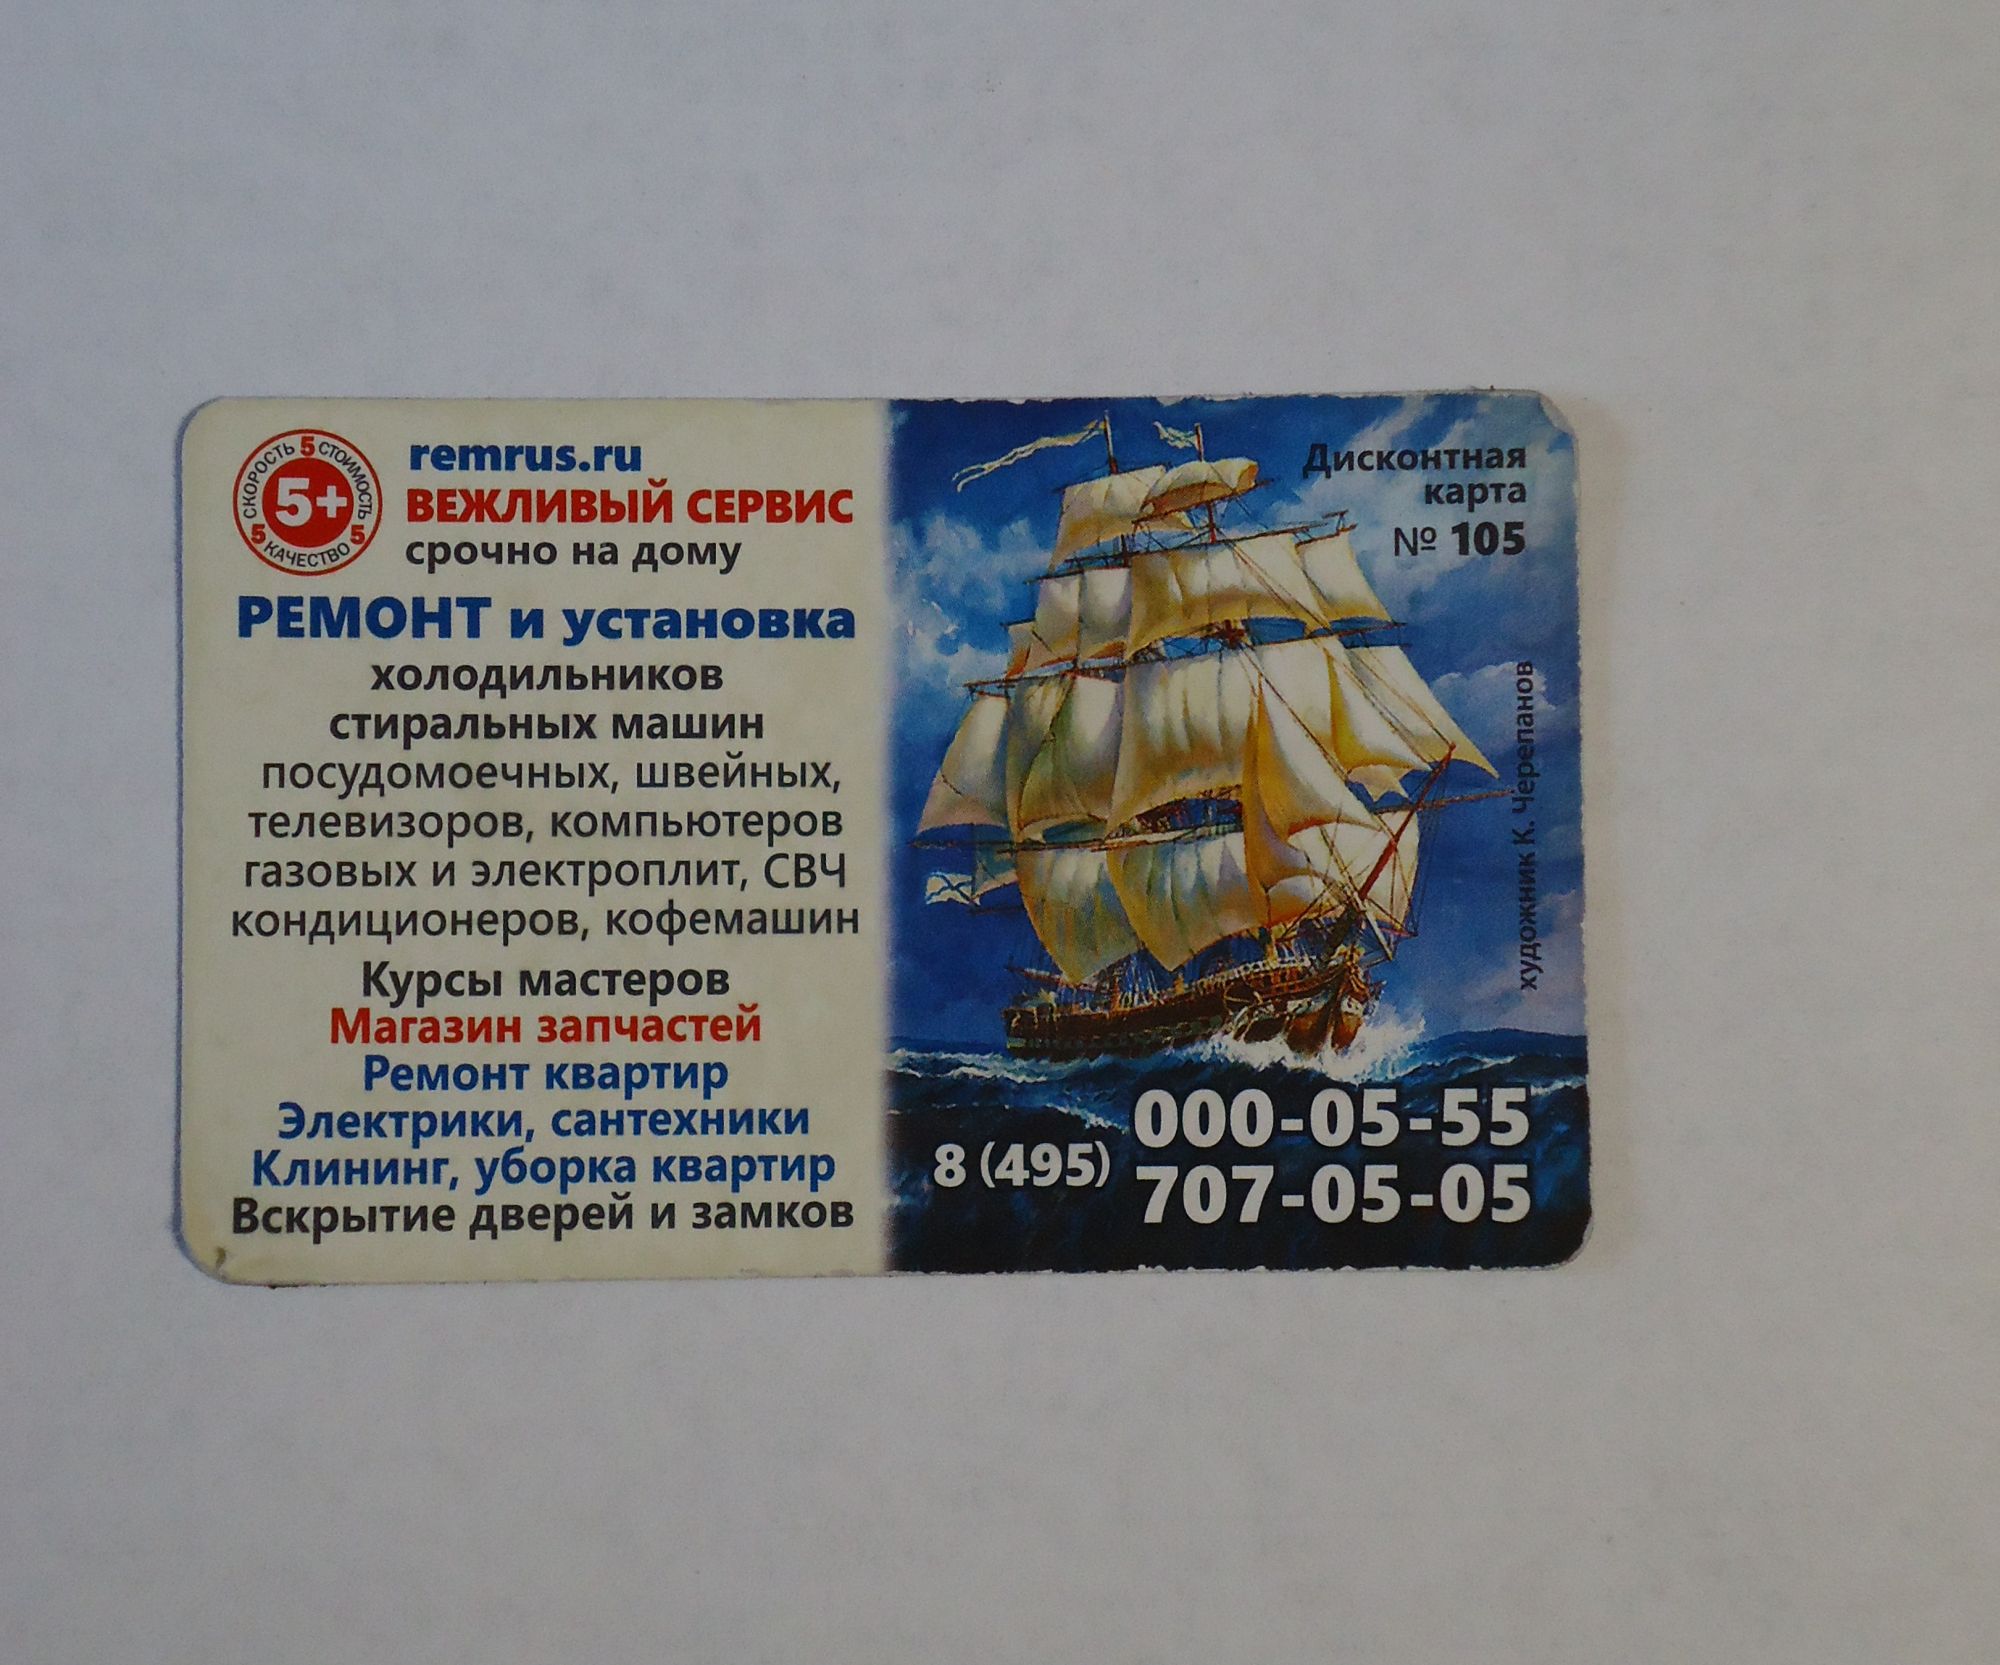 СКОРОСТЬ 5 СТОИМОСТЬ 5 КАЧЕСТВО 5
5+
remrus.ru
ВЕЖЛИВЫЙ СЕРВИС
срочно на дому
РЕМОНТ и установка
холодильников
стиральных машин
посудомоечных, швейных,
телевизоров, компьютеров
газовых и электроплит, СВЧ
кондиционеров, кофемашин
Курсы мастеров
Магазин запчастей
Ремонт квартир
Электрики, сантехники
Клининг, уборка квартир
Вскрытие дверей и замков
Дисконтная
карта
№ 105
художник К. Черепанов
8 (495) 000-05-55
707-05-05